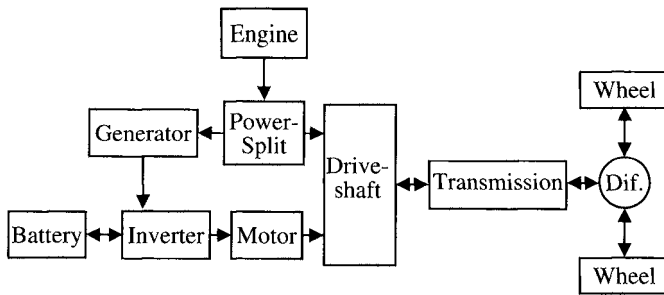 Engine
Wheel
Generator
Power-
Split
Drive-
shaft
Transmission
Dif.
Battery
Inverter
Motor
Wheel